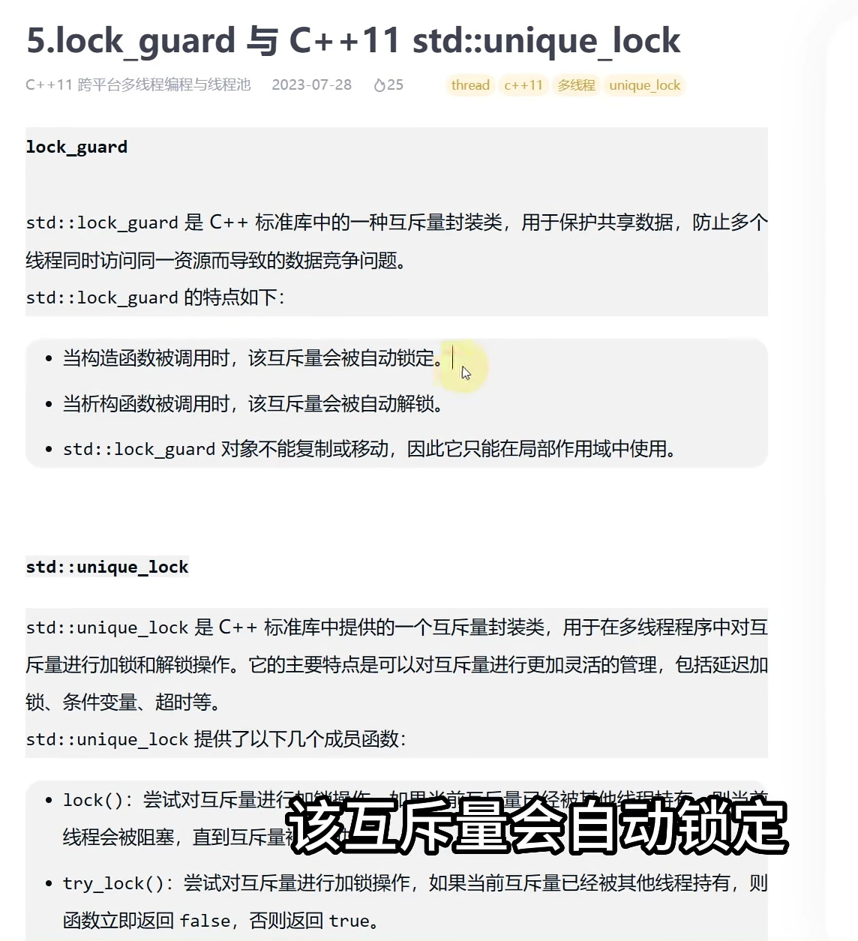 5.lock_guard 与 C++11 std::unique_lock
C++11 跨平台多线程编程与线程池 2023-07-28 25 thread c++11 多线程 unique_lock
lock_guard
std::lock_guard 是 C++ 标准库中的一种互斥量封装类，用于保护共享数据，防止多个
线程同时访问同一资源而导致的数据竞争问题。
std::lock_guard 的特点如下：
• 当构造函数被调用时，该互斥量会被自动锁定。
• 当析构函数被调用时，该互斥量会被自动解锁。
• std::lock_guard 对象不能复制或移动，因此它只能在局部作用域中使用。
std::unique_lock
std::unique_lock 是 C++ 标准库中提供的一个互斥量封装类，用于在多线程程序中对互
斥量进行加锁和解锁操作。它的主要特点是可以对互斥量进行更加灵活的管理，包括延迟加
锁、条件变量、超时等。
std::unique_lock 提供了以下几个成员函数：
• lock()：尝试对互斥量进行加锁操作，如果当前互斥量已经被其他线程持有，则当前
线程会被阻塞，直到互斥量被
该互斥量会自动锁定
• try_lock()：尝试对互斥量进行加锁操作，如果当前互斥量已经被其他线程持有，则
函数立即返回 false，否则返回 true。